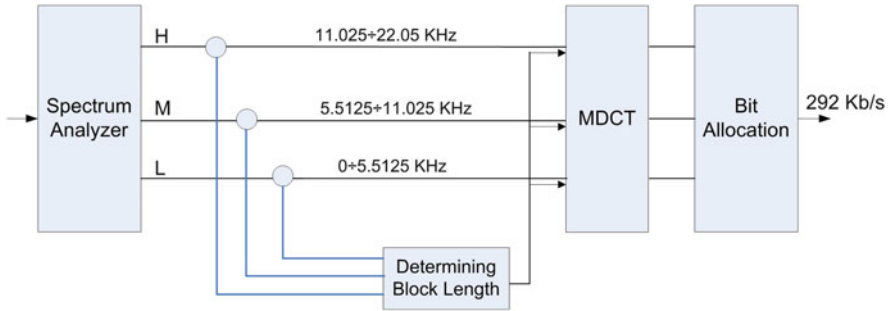 H
11.025÷22.05 KHz
Spectrum
Analyzer
M
5.5125÷11.025 KHz
L
0÷5.5125 KHz
MDCT
Bit
Allocation
292 Kb/s
Determining
Block Length